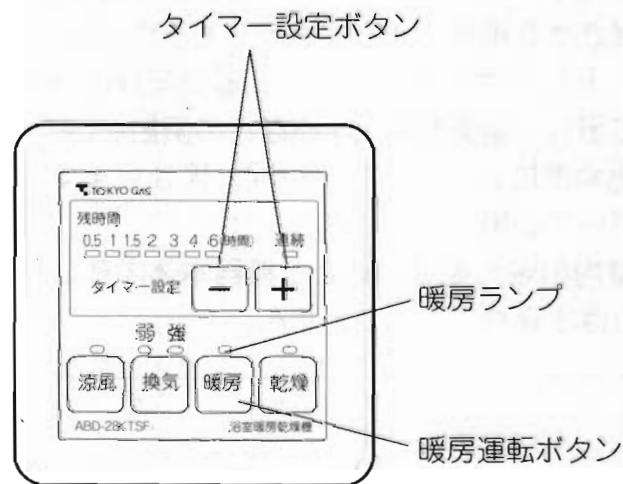 タイマー設定ボタン
TOKYO GAS
残時間
0.5 1 1.5 2 3 4 6(時間) 連続
タイマー設定 − +
暖房ランプ
弱 強
涼風 換気 暖房 乾燥
ABD-28KTSF 浴室暖房乾燥機
暖房運転ボタン